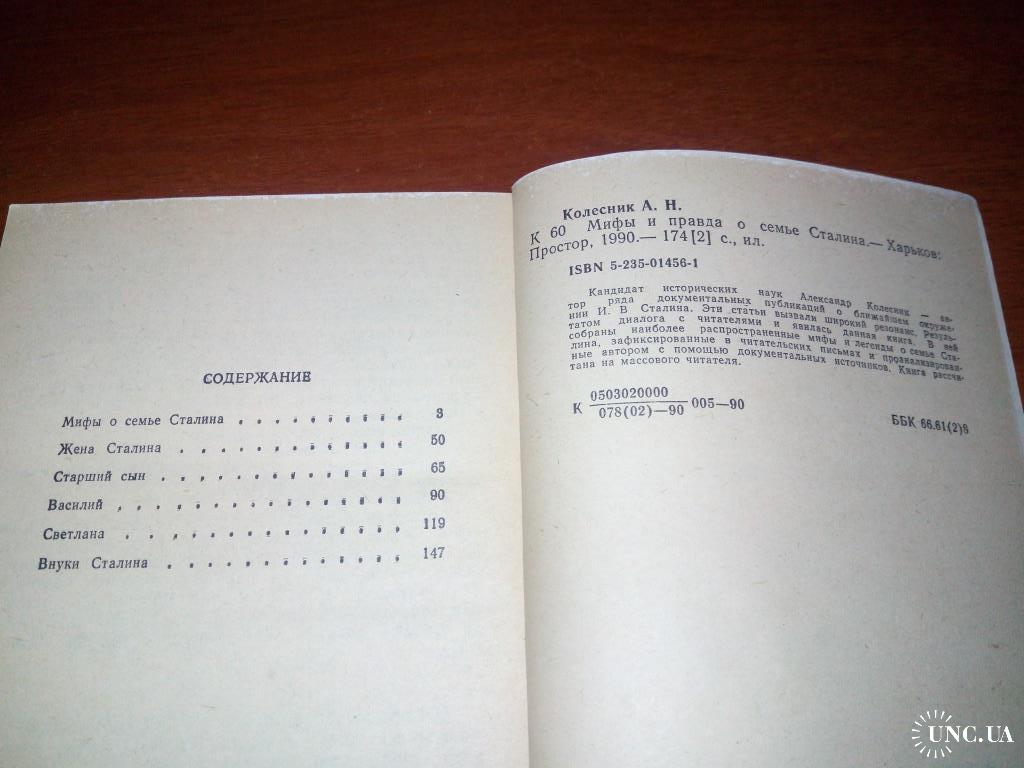 СОДЕРЖАНИЕ
Мифы о семье Сталина . . . . . . . . . 3
Жена Сталина . . . . . . . . . . . . 50
Старший сын . . . . . . . . . . . . . 65
Василий . . . . . . . . . . . . . . . 90
Светлана . . . . . . . . . . . . . . 119
Внуки Сталина . . . . . . . . . . . . 147
Колесник А. Н.
К 60 Мифы и правда о семье Сталина.— Харьков:
Простор, 1990.— 174[2] с., ил.
ISBN 5-235-01456-1
Кандидат исторических наук Александр Колесник — ав-
тор ряда документальных публикаций о ближайшем окруже-
нии И. В Сталина. Эти статьи вызвали широкий резонанс. Резуль-
татом диалога с читателями и явилась данная книга. В ней
собраны наиболее распространенные мифы и легенды о семье Ста-
лина, зафиксированные в читательских письмах и проанализирован-
ные автором с помощью документальных источников. Книга рассчи-
тана на массового читателя.
К 0503020000
078(02)—90 005—90
ББК 66.61(2)8
UNC.UA